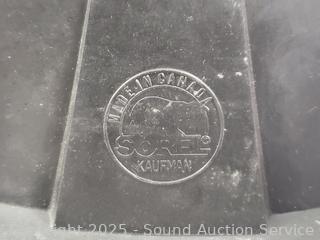 MADE IN CANADA
SOREL
KAUFMAN
Copyright 2025 - Sound Auction Service